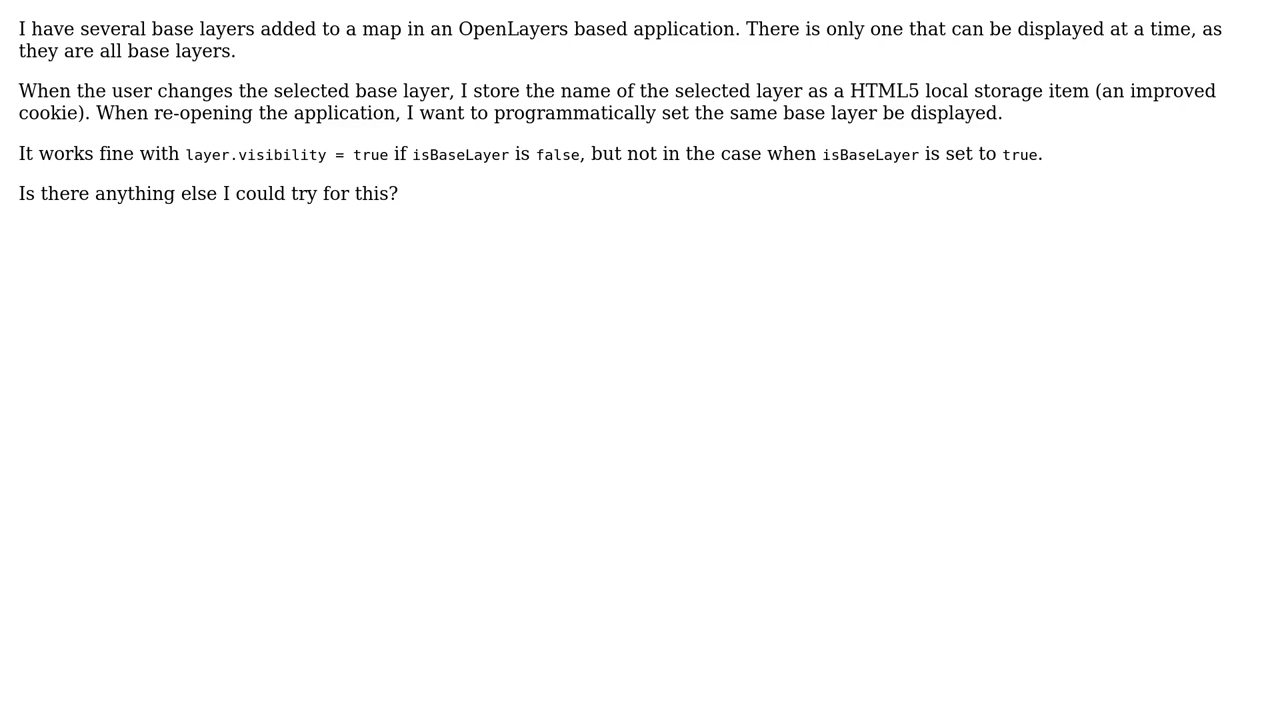 I have several base layers added to a map in an OpenLayers based application. There is only one that can be displayed at a time, as
they are all base layers.
When the user changes the selected base layer, I store the name of the selected layer as a HTML5 local storage item (an improved
cookie). When re-opening the application, I want to programmatically set the same base layer be displayed.
It works fine with layer.visibility = true if isBaseLayer is false, but not in the case when isBaseLayer is set to true.
Is there anything else I could try for this?